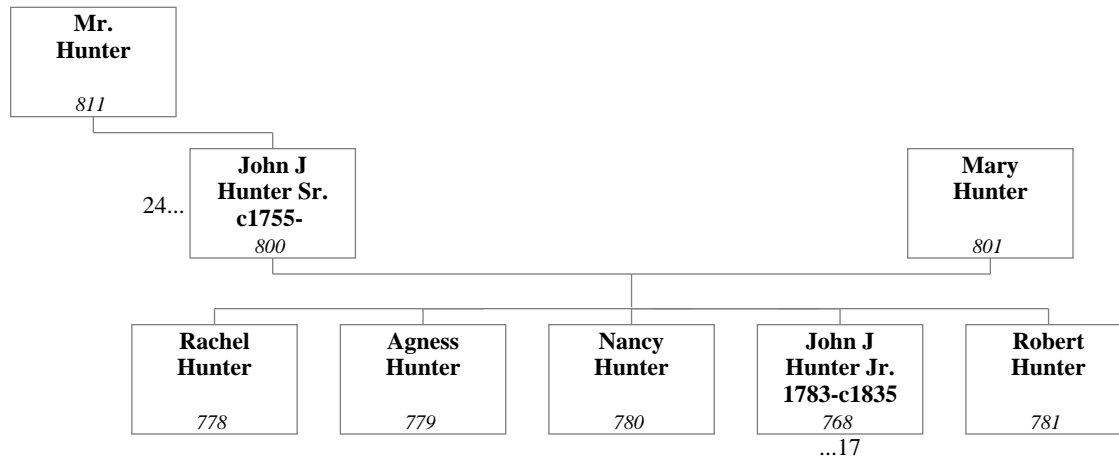 Mr.
Hunter
811
24...
John J
Hunter Sr.
c1755-
800
Mary
Hunter
801
Rachel
Hunter
778
Agness
Hunter
779
Nancy
Hunter
780
John J
Hunter Jr.
1783-c1835
768
...17
Robert
Hunter
781